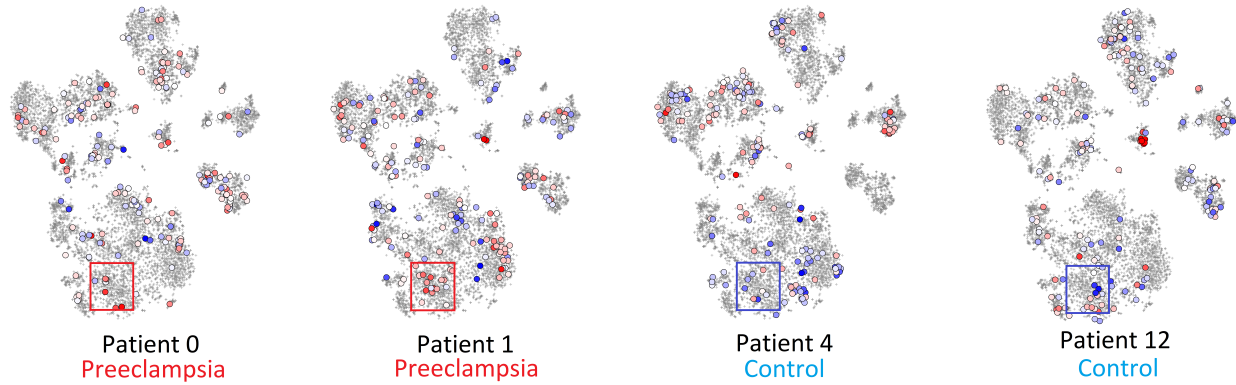 Patient 0
Preeclampsia
Patient 1
Preeclampsia
Patient 4
Control
Patient 12
Control